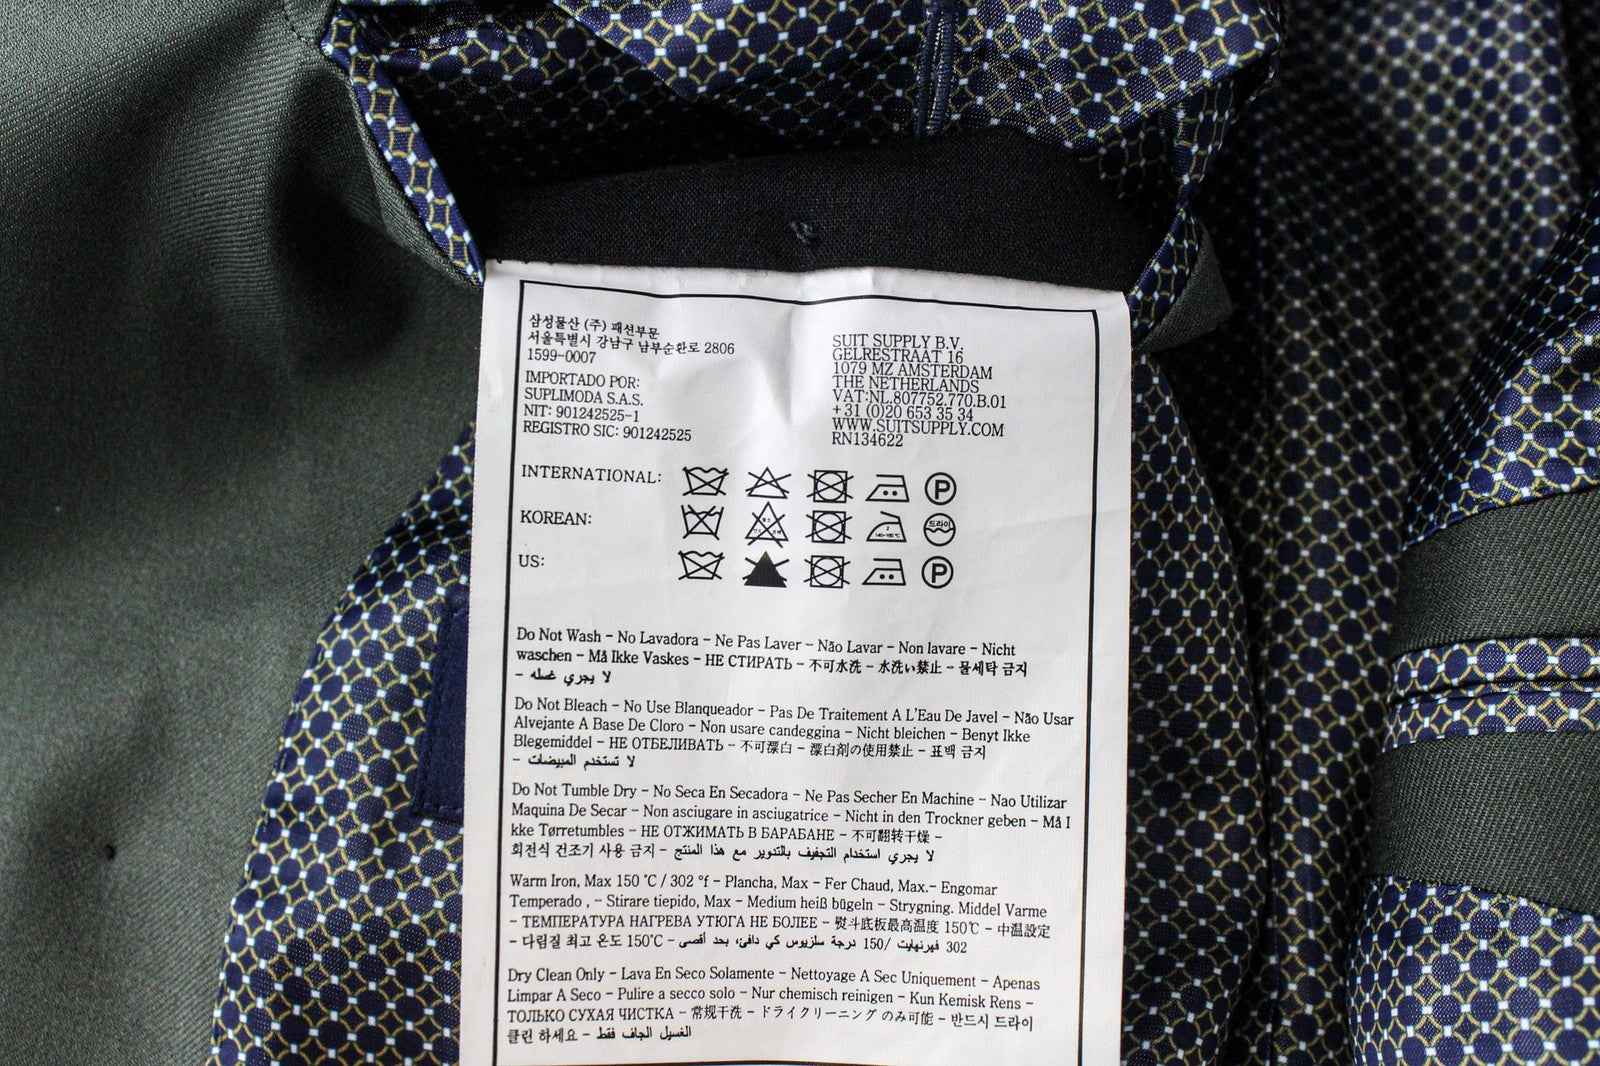 삼성물산 (주) 패션부문
서울특별시 강남구 남부순환로 2806
1599-0007
IMPORTADO POR:
SUPLIMODA S.A.S.
NIT: 901242525-1
REGISTRO SIC: 901242525
SUIT SUPPLY B.V.
GELRESTRAAT 16
1079 MZ AMSTERDAM
THE NETHERLANDS
VAT:NL.807752.770.B.01
+31 (0)20 653 35 34
WWW.SUITSUPPLY.COM
RN134622
INTERNATIONAL:
P
KOREAN:
드라이
US:
P
Do Not Wash - No Lavadora - Ne Pas Laver - Não Lavar - Non lavare - Nicht
waschen - Må Ikke Vaskes - НЕ СТИРАТЬ - 不可水洗 - 水洗い禁止 - 물세탁 금지
- لا يجري غسله
Do Not Bleach - No Use Blanqueador - Pas De Traitement A L'Eau De Javel - Não Usar
Alvejante A Base De Cloro - Non usare candeggina - Nicht bleichen - Benyt Ikke
Blegemiddel - НЕ ОТБЕЛИВАТЬ - 不可漂白 - 漂白剤の使用禁止 - 표백 금지
- لا تستخدم المبيضات
Do Not Tumble Dry - No Seca En Secadora - Ne Pas Secher En Machine - Nao Utilizar
Maquina De Secar - Non asciugare in asciugatrice - Nicht in den Trockner geben - Må I
kke Tørretumbles - НЕ ОТЖИМАТЬ В БАРАБАНЕ - 不可翻转干燥 -
회전식 건조기 사용 금지 - لا يجري استخدام التجفيف بالتدوير مع هذا المنتج
Warm Iron, Max 150 °C / 302 °f - Plancha, Max - Fer Chaud, Max.- Engomar
Temperado , - Stirare tiepido, Max - Medium heiß bügeln - Strygning. Middel Varme
- ТЕМПЕРАТУРА НАГРЕВА УТЮГА НЕ БОЛЕЕ - 熨斗底板最高温度 150℃ - 中温設定
- 다림질 최고 온도 150℃ - 302 فهرنهايت /150 درجة سلزيوس كي دافئ، بحد أقصى
Dry Clean Only - Lava En Seco Solamente - Nettoyage A Sec Uniquement - Apenas
Limpar A Seco - Pulire a secco solo - Nur chemisch reinigen - Kun Kemisk Rens -
ТОЛЬКО СУХАЯ ЧИСТКА - 常规干洗 - ドライクリーニング のみ可能 - 반드시 드라이
클린 하세요 - الغسيل الجاف فقط